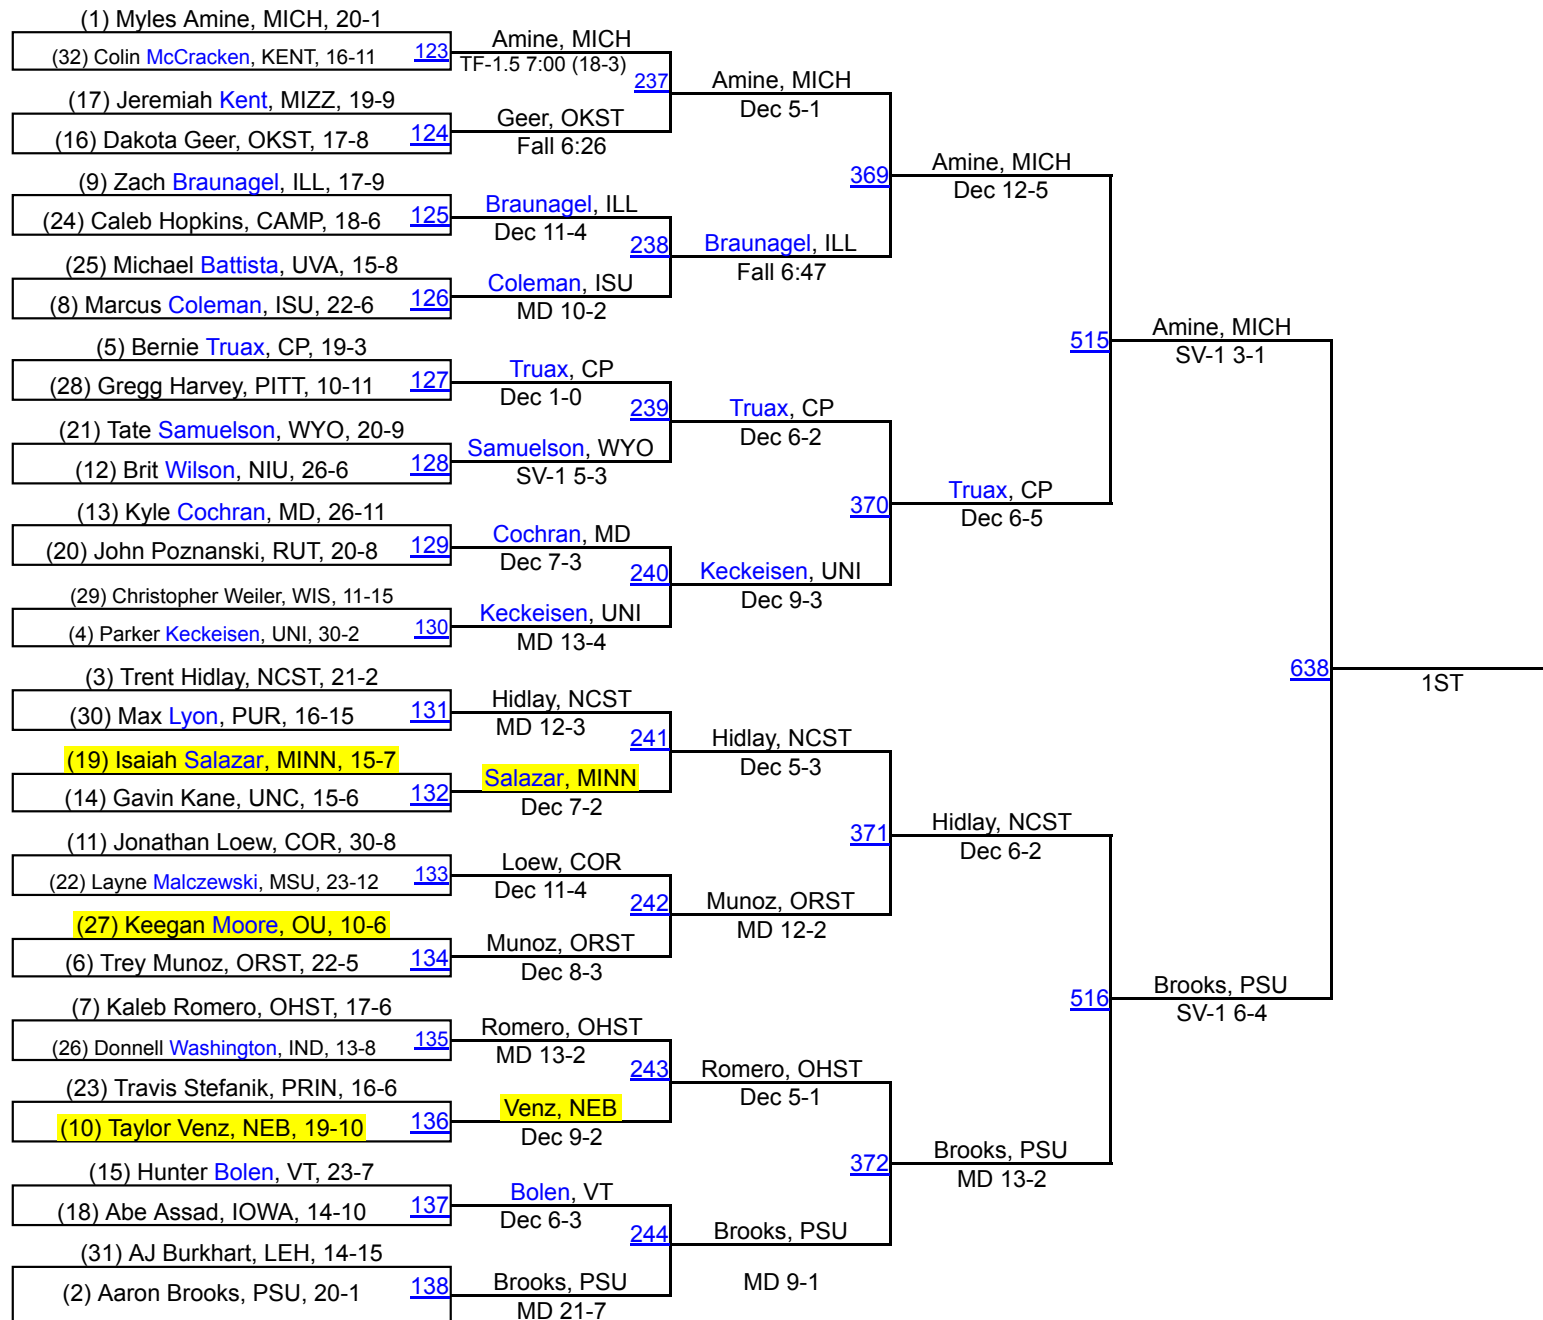 (1) Myles Amine, MICH, 20-1
(32) Colin McCracken, KENT, 16-11
123
(17) Jeremiah Kent, MIZZ, 19-9
(16) Dakota Geer, OKST, 17-8
124
(9) Zach Braunagel, ILL, 17-9
(24) Caleb Hopkins, CAMP, 18-6
125
(25) Michael Battista, UVA, 15-8
(8) Marcus Coleman, ISU, 22-6
126
(5) Bernie Truax, CP, 19-3
(28) Gregg Harvey, PITT, 10-11
127
(21) Tate Samuelson, WYO, 20-9
(12) Brit Wilson, NIU, 26-6
128
(13) Kyle Cochran, MD, 26-11
(20) John Poznanski, RUT, 20-8
129
(29) Christopher Weiler, WIS, 11-15
(4) Parker Keckeisen, UNI, 30-2
130
(3) Trent Hidlay, NCST, 21-2
(30) Max Lyon, PUR, 16-15
131
(19) Isaiah Salazar, MINN, 15-7
(14) Gavin Kane, UNC, 15-6
132
(11) Jonathan Loew, COR, 30-8
(22) Layne Malczewski, MSU, 23-12
133
(27) Keegan Moore, OU, 10-6
(6) Trey Munoz, ORST, 22-5
134
(7) Kaleb Romero, OHST, 17-6
(26) Donnell Washington, IND, 13-8
135
(23) Travis Stefanik, PRIN, 16-6
(10) Taylor Venz, NEB, 19-10
136
(15) Hunter Bolen, VT, 23-7
(18) Abe Assad, IOWA, 14-10
137
(31) AJ Burkhart, LEH, 14-15
(2) Aaron Brooks, PSU, 20-1
138
Amine, MICH
TF-1.5 7:00 (18-3)
237
Geer, OKST
Fall 6:26
Braunagel, ILL
Dec 11-4
238
Coleman, ISU
MD 10-2
Truax, CP
Dec 1-0
239
Samuelson, WYO
SV-1 5-3
Cochran, MD
Dec 7-3
240
Keckeisen, UNI
MD 13-4
Hidlay, NCST
MD 12-3
241
Salazar, MINN
Dec 7-2
Loew, COR
Dec 11-4
242
Munoz, ORST
Dec 8-3
Romero, OHST
MD 13-2
243
Venz, NEB
Dec 9-2
Bolen, VT
Dec 6-3
244
Brooks, PSU
MD 21-7
Amine, MICH
Dec 5-1
369
Braunagel, ILL
Fall 6:47
Truax, CP
Dec 6-2
370
Keckeisen, UNI
Dec 9-3
Hidlay, NCST
Dec 5-3
371
Munoz, ORST
MD 12-2
Romero, OHST
Dec 5-1
372
Brooks, PSU
MD 9-1
Amine, MICH
Dec 12-5
515
Truax, CP
Dec 6-5
Hidlay, NCST
Dec 6-2
516
Brooks, PSU
MD 13-2
Amine, MICH
SV-1 3-1
638
Brooks, PSU
SV-1 6-4
1ST